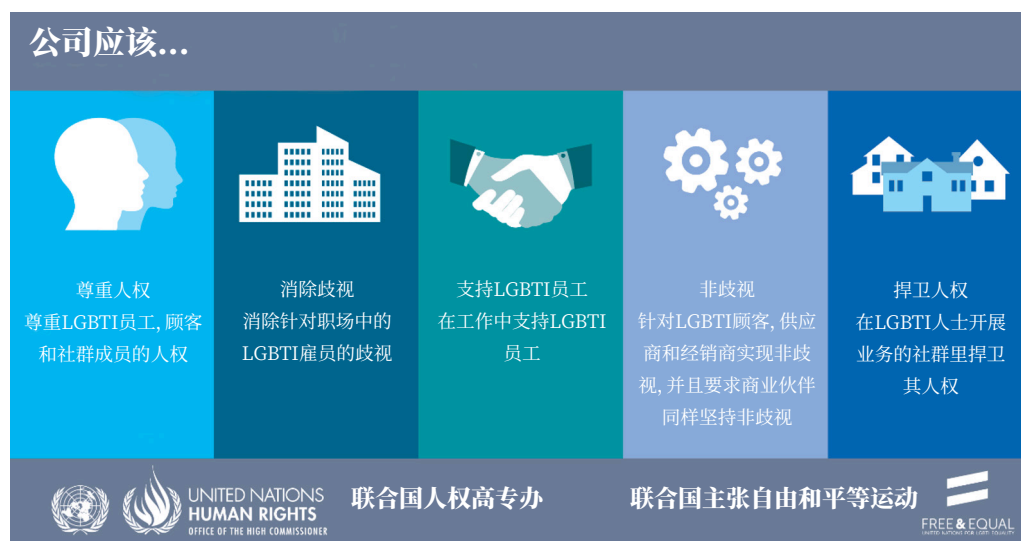 公司应该...
尊重人权
尊重LGBTI员工, 顾客
和社群成员的人权
消除歧视
消除针对职场中的
LGBTI雇员的歧视
支持LGBTI员工
在工作中支持LGBTI
员工
非歧视
针对LGBTI顾客, 供应
商和经销商实现非歧
视, 并且要求商业伙伴
同样坚持非歧视
捍卫人权
在LGBTI人士开展
业务的社群里捍卫
其人权
UNITED NATIONS
HUMAN RIGHTS
OFFICE OF THE HIGH COMMISSIONER
联合国人权高专办
联合国主张自由和平等运动
FREE & EQUAL
UNITED NATIONS FOR LGBTI EQUALITY